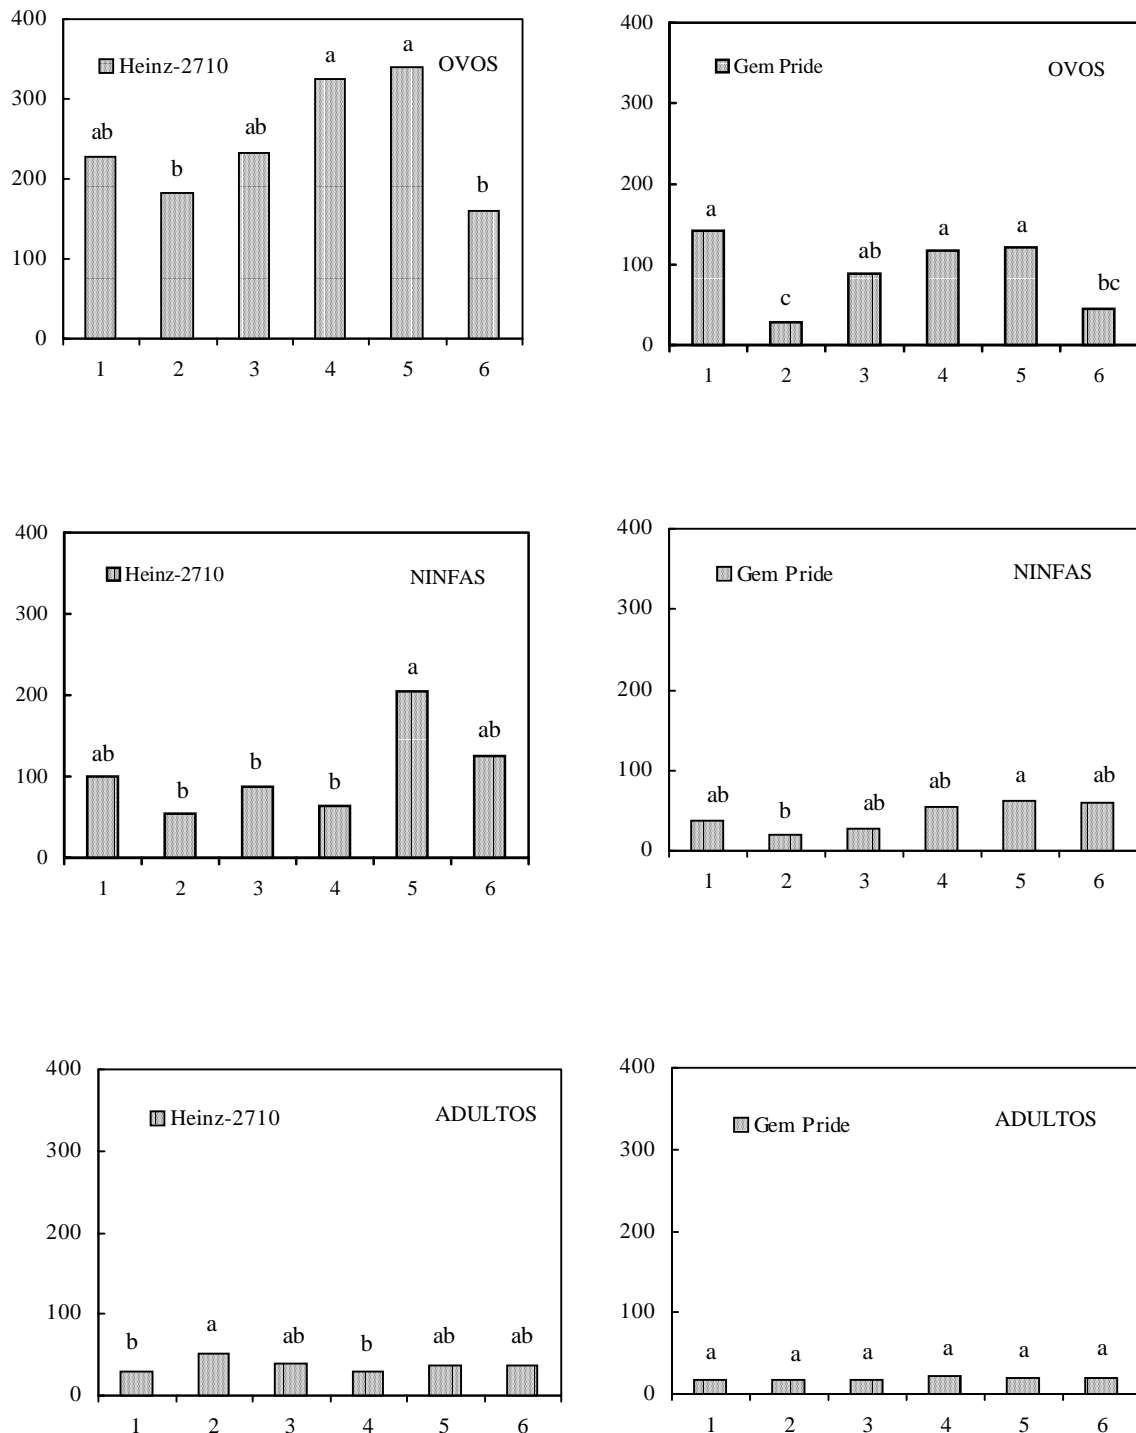 400
Heinz-2710
OVOS
a
a
300
ab
ab
b
b
200
100
0
1 2 3 4 5 6
400
Gem Pride
OVOS
300
200
a
a
a
ab
bc
c
100
0
1 2 3 4 5 6
400
Heinz-2710
NINFAS
300
200
a
ab
ab
b
b
b
100
0
1 2 3 4 5 6
400
Gem Pride
NINFAS
300
200
100
ab b ab ab a ab
0
1 2 3 4 5 6
400
Heinz-2710
ADULTOS
300
200
100
b a ab b ab ab
0
1 2 3 4 5 6
400
Gem Pride
ADULTOS
300
200
100
a a a a a a
0
1 2 3 4 5 6